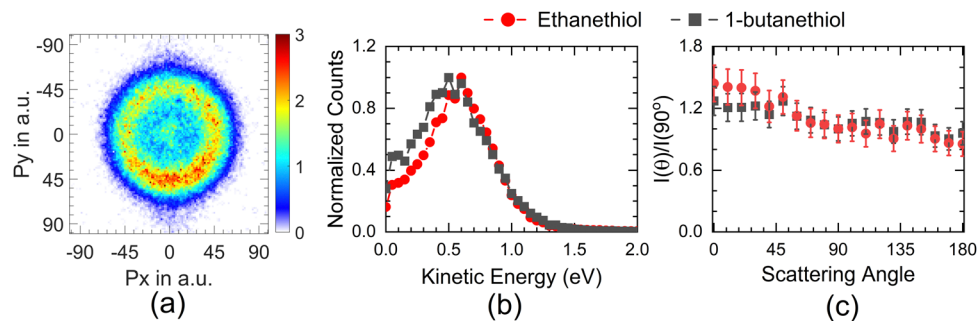 Ethanethiol 1-butanethiol
-90
-45
0
45
90
Py in a.u.
-90 -45 0 45 90
Px in a.u.
3
2
1
0
(a)
1.2
0.8
0.4
0.0
Normalized Counts
0.0 0.5 1.0 1.5 2.0
Kinetic Energy (eV)
(b)
1.8
1.2
0.6
0.0
I(θ)/I(90°)
0 45 90 135 180
Scattering Angle
(c)